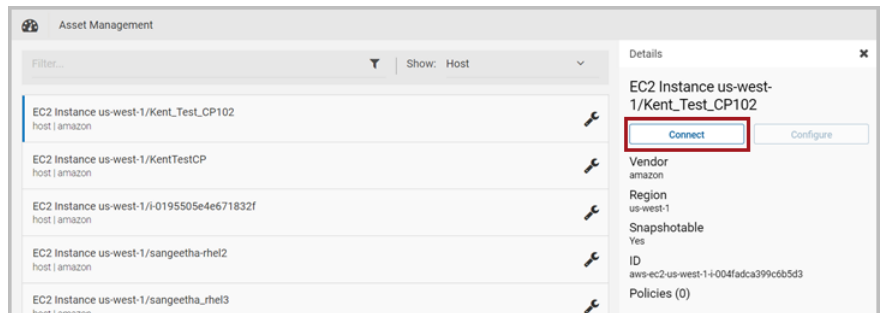 Asset Management
Filter...
Show: Host
EC2 Instance us-west-1/Kent_Test_CP102
host | amazon
EC2 Instance us-west-1/KentTestCP
host | amazon
EC2 Instance us-west-1/i-0195505e4e671832f
host | amazon
EC2 Instance us-west-1/sangeetha-rhel2
host | amazon
EC2 Instance us-west-1/sangeetha_rhel3
host | amazon
Details
EC2 Instance us-west-
1/Kent_Test_CP102
Connect
Configure
Vendor
amazon
Region
us-west-1
Snapshotable
Yes
ID
aws-ec2-us-west-1-i-004fadca399c6b5d3
Policies (0)